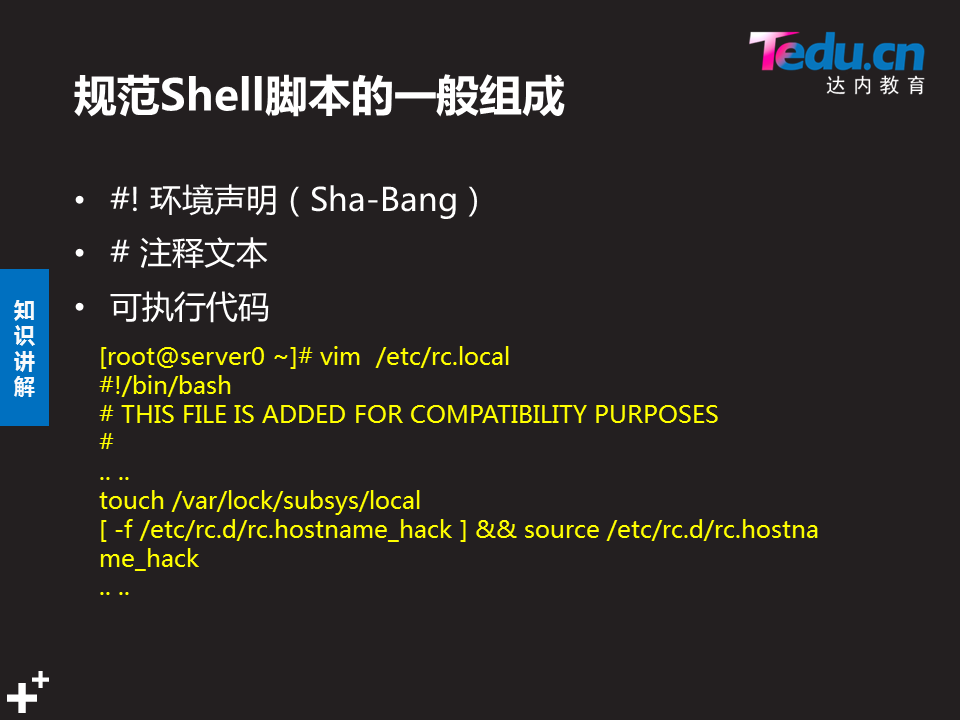 Tedu.cn
达内教育
规范Shell脚本的一般组成
• #! 环境声明（Sha-Bang）
• # 注释文本
• 可执行代码
知识讲解
[root@server0 ~]# vim  /etc/rc.local
#!/bin/bash
# THIS FILE IS ADDED FOR COMPATIBILITY PURPOSES
#
.. ..
touch /var/lock/subsys/local
[ -f /etc/rc.d/rc.hostname_hack ] && source /etc/rc.d/rc.hostna
me_hack
.. ..